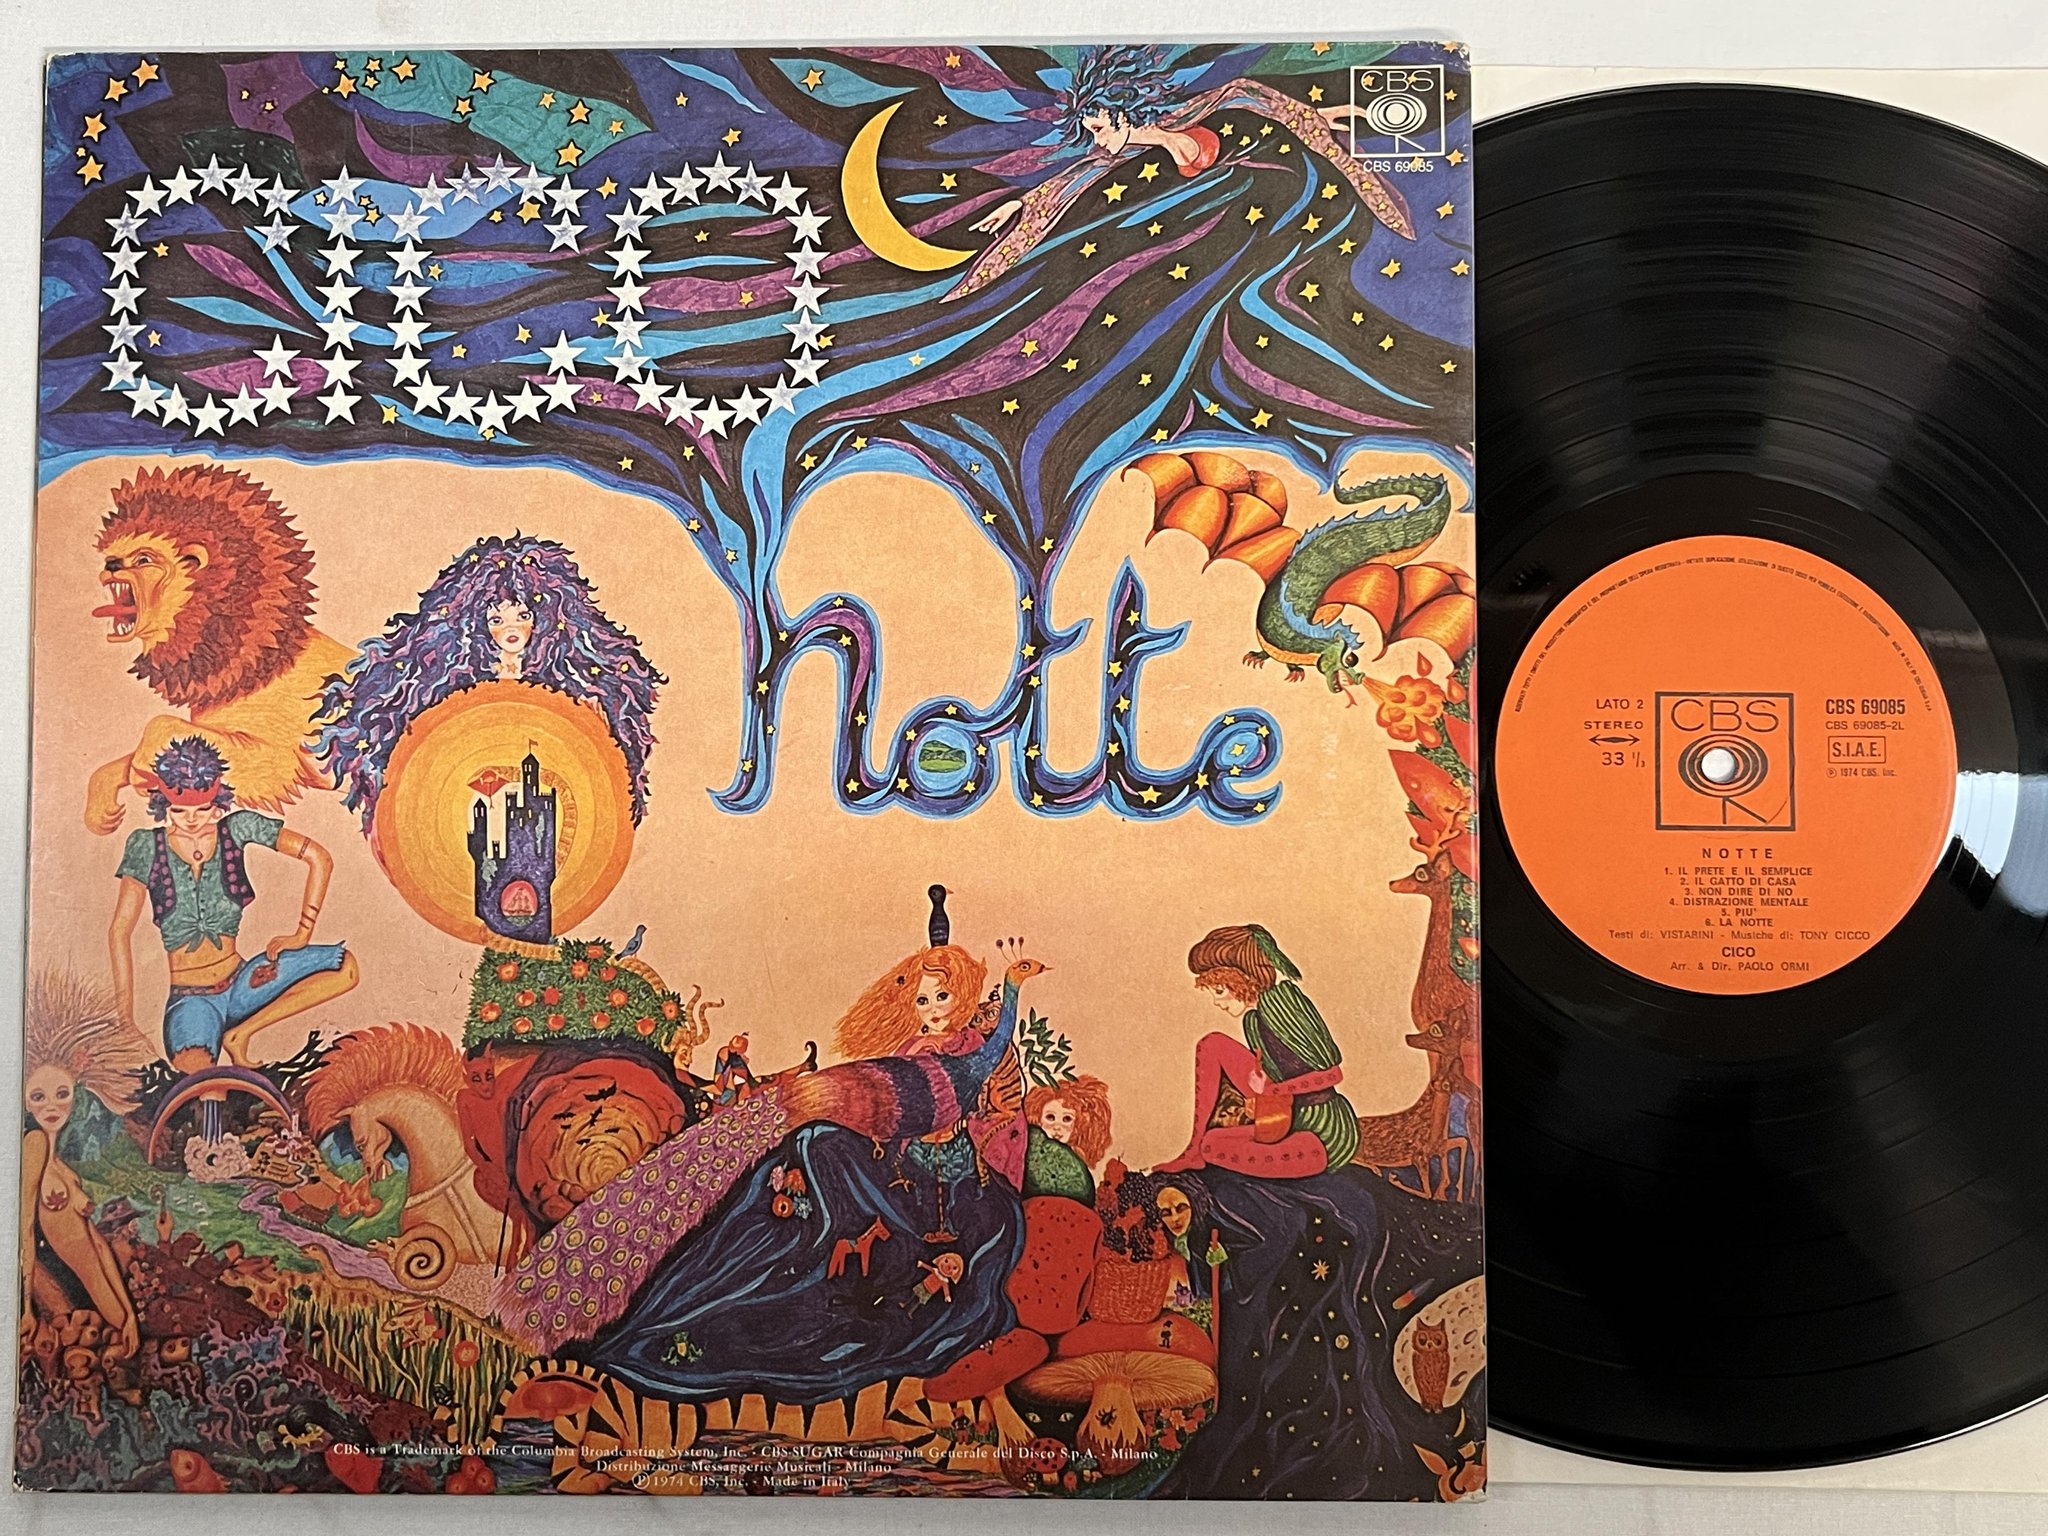 CICO
CBS
CBS 69085
notte
CBS is a Trademark of the Columbia Broadcasting System, Inc. - CBS-SUGAR Compagnia Generale del Disco S.p.A. - Milano
Distribuzione Messaggerie Musicali - Milano
Ⓟ 1974 CBS, Inc. - Made in Italy
LATO 2
STEREO
33 1/3
CBS
CBS 69085
CBS 69085-2L
S.I.A.E.
Ⓟ 1974 CBS. Inc.
NOTTE
1. IL PRETE E IL SEMPLICE
2. IL GATTO DI CASA
3. NON DIRE DI NO
4. DISTRAZIONE MENTALE
5. PIU'
6. LA NOTTE
Testi di: VISTARINI - Musiche di: TONY CICCO
CICO
Arr. & Dir. PAOLO ORMI